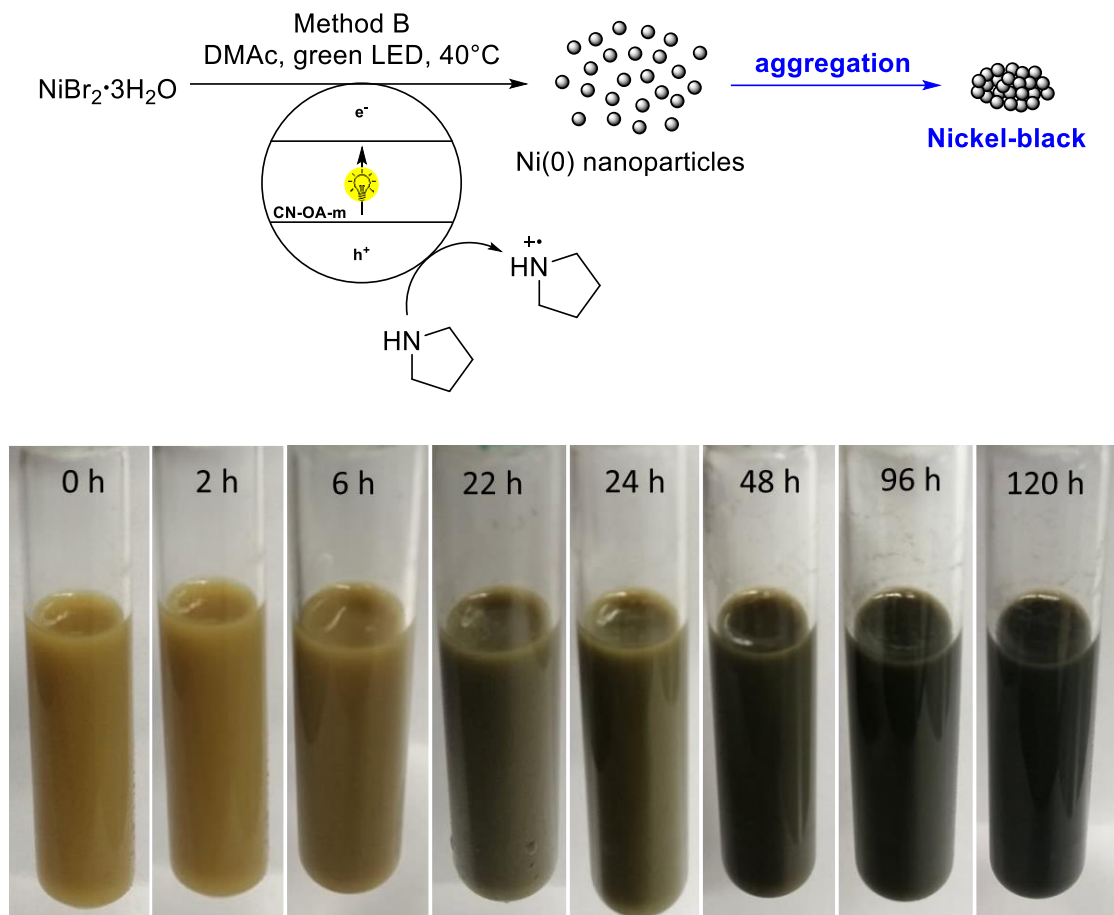 Method B
DMAc, green LED, 40°C
NiBr₂·3H₂O
e⁻
CN-OA-m
h⁺
Ni(0) nanoparticles
aggregation
Nickel-black
+•
HN
HN
0 h
2 h
6 h
22 h
24 h
48 h
96 h
120 h